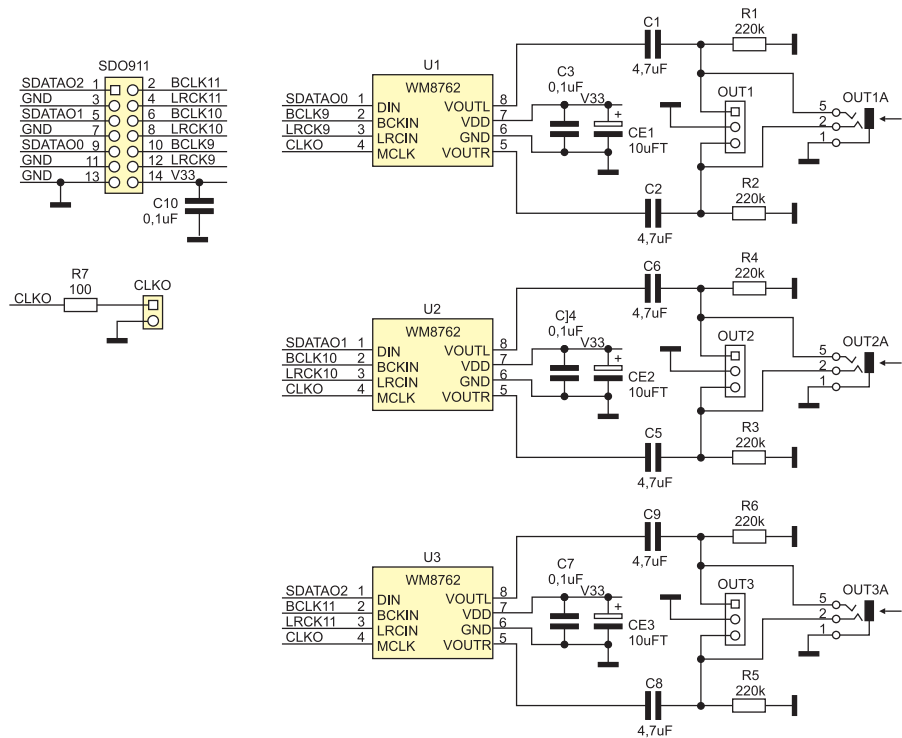 SDO911
SDATAO2 1 2 BCLK11
GND 3 4 LRCK11
SDATAO1 5 6 BCLK10
GND 7 8 LRCK10
SDATAO0 9 10 BCLK9
GND 11 12 LRCK9
GND 13 14 V33
C10
0,1uF
R7
100
CLKO
CLKO
U1
WM8762
SDATAO0 1 DIN VOUTL 8
BCLK9 2 BCKIN VDD 7
LRCK9 3 LRCIN GND 6
CLKO 4 MCLK VOUTR 5
C3
0,1uF
V33
+
CE1
10uFT
C1
4,7uF
R1
220k
OUT1
OUT1A
5
2
1
C2
4,7uF
R2
220k
U2
WM8762
SDATAO1 1 DIN VOUTL 8
BCLK10 2 BCKIN VDD 7
LRCK10 3 LRCIN GND 6
CLKO 4 MCLK VOUTR 5
C]4
0,1uF
V33
+
CE2
10uFT
C6
4,7uF
R4
220k
OUT2
OUT2A
5
2
1
C5
4,7uF
R3
220k
U3
WM8762
SDATAO2 1 DIN VOUTL 8
BCLK11 2 BCKIN VDD 7
LRCK11 3 LRCIN GND 6
CLKO 4 MCLK VOUTR 5
C7
0,1uF
V33
+
CE3
10uFT
C9
4,7uF
R6
220k
OUT3
OUT3A
5
2
1
C8
4,7uF
R5
220k